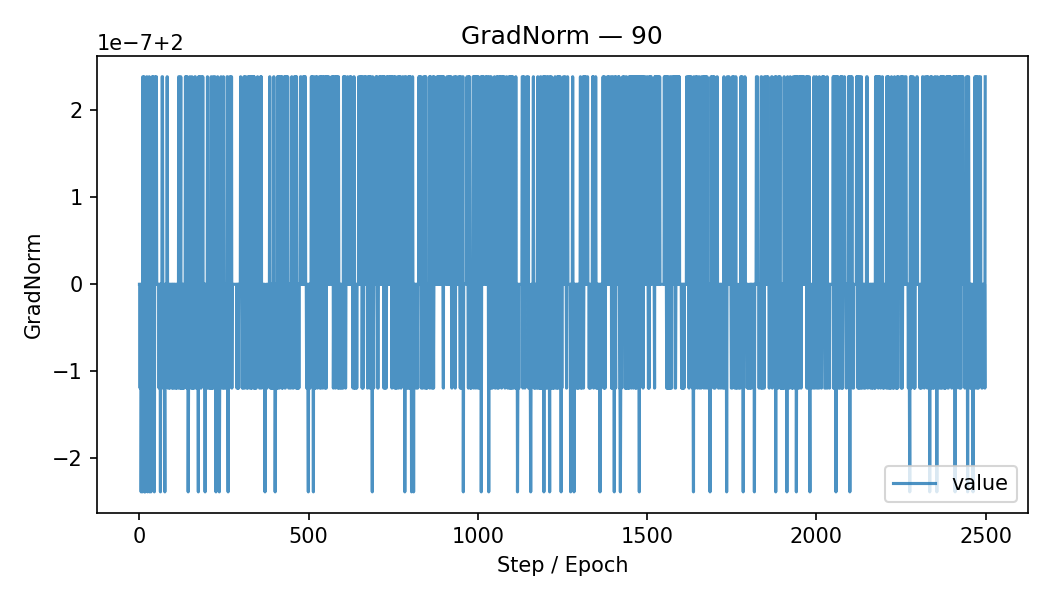 GradNorm — 90
1e−7+2
2
1
0
−1
−2
GradNorm
value
0 500 1000 1500 2000 2500
Step / Epoch